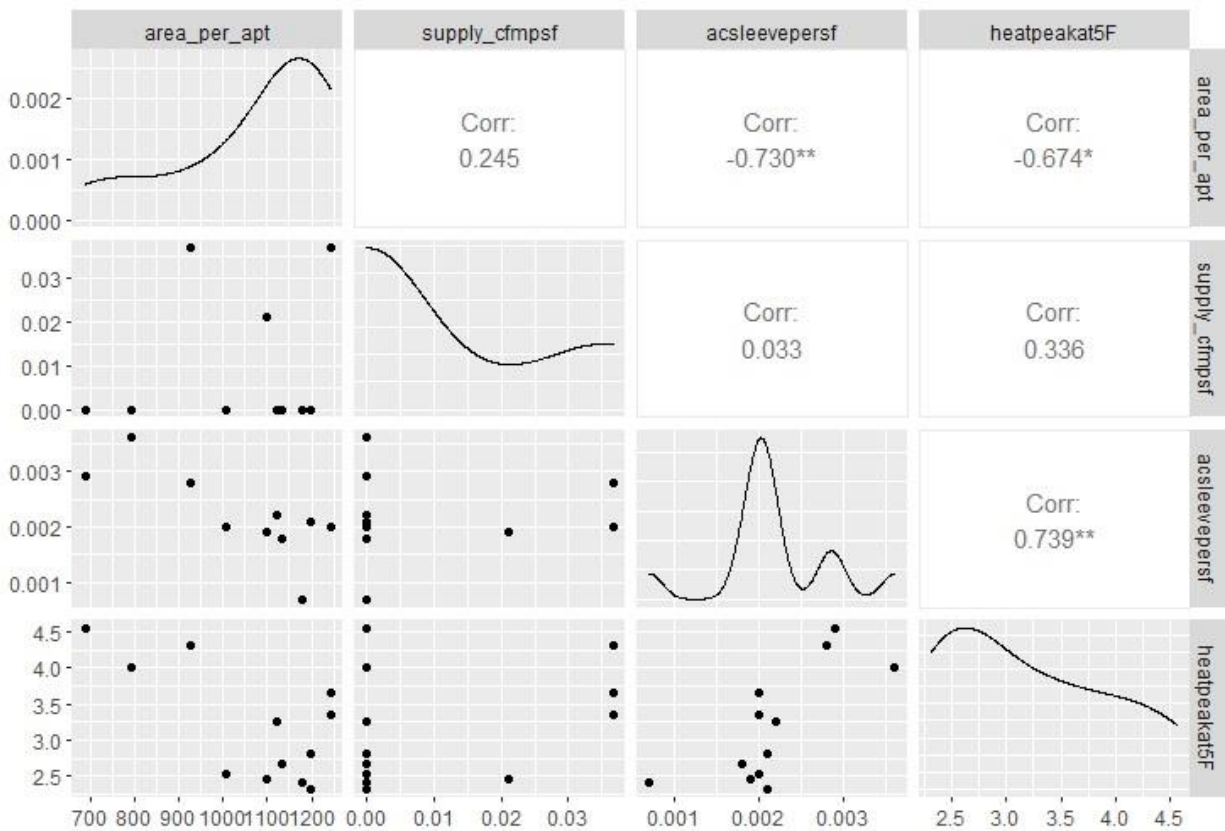 area_per_apt supply_cfmpsf acsleevepersf heatpeakat5F
0.002
0.001
0.000
Corr:
0.245
Corr:
-0.730**
Corr:
-0.674*
area_per_apt
0.03
0.02
0.01
0.00
Corr:
0.033
Corr:
0.336
supply_cfmpsf
0.003
0.002
0.001
Corr:
0.739**
acsleevepersf
4.5
4.0
3.5
3.0
2.5
heatpeakat5F
700 800 900 1000 1100 1200 0.00 0.01 0.02 0.03 0.001 0.002 0.003 2.5 3.0 3.5 4.0 4.5